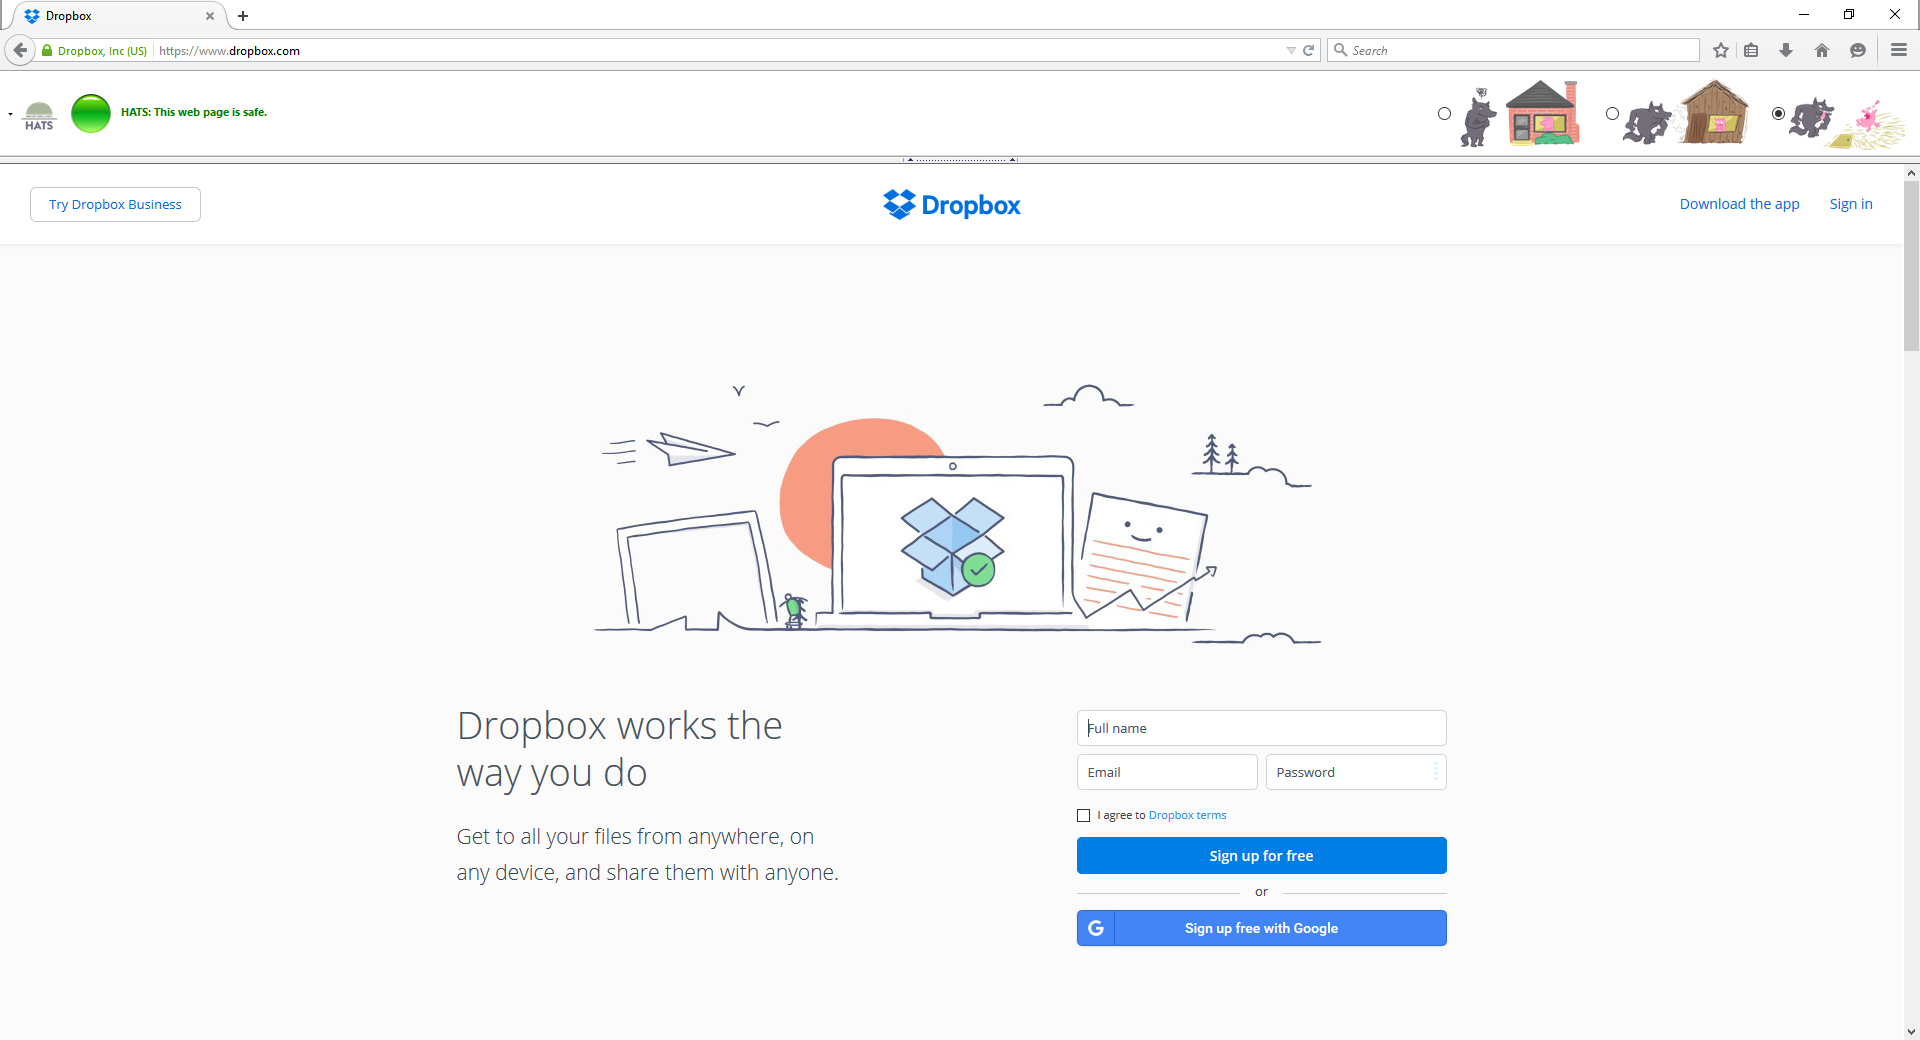 Dropbox
Dropbox, Inc (US) https://www.dropbox.com
Search
HATS
HATS: This web page is safe.
Try Dropbox Business
Dropbox
Download the app
Sign in
Dropbox works the
way you do
Get to all your files from anywhere, on
any device, and share them with anyone.
Full name
Email
Password
I agree to Dropbox terms
Sign up for free
or
G Sign up free with Google